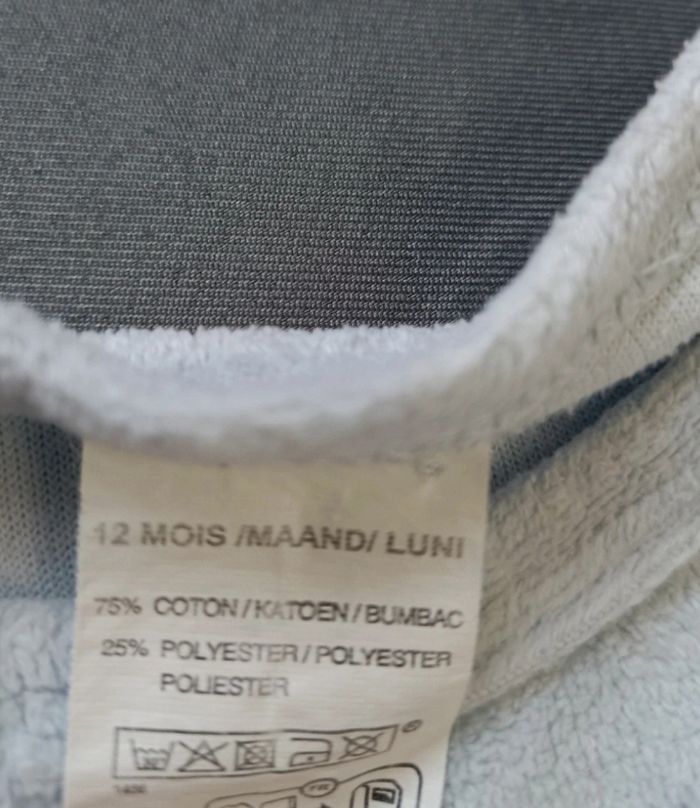 12 MOIS /MAAND/ LUNI
75% COTON/KATOEN/BUMBAC
25% POLYESTER/POLYESTER
POLIESTER